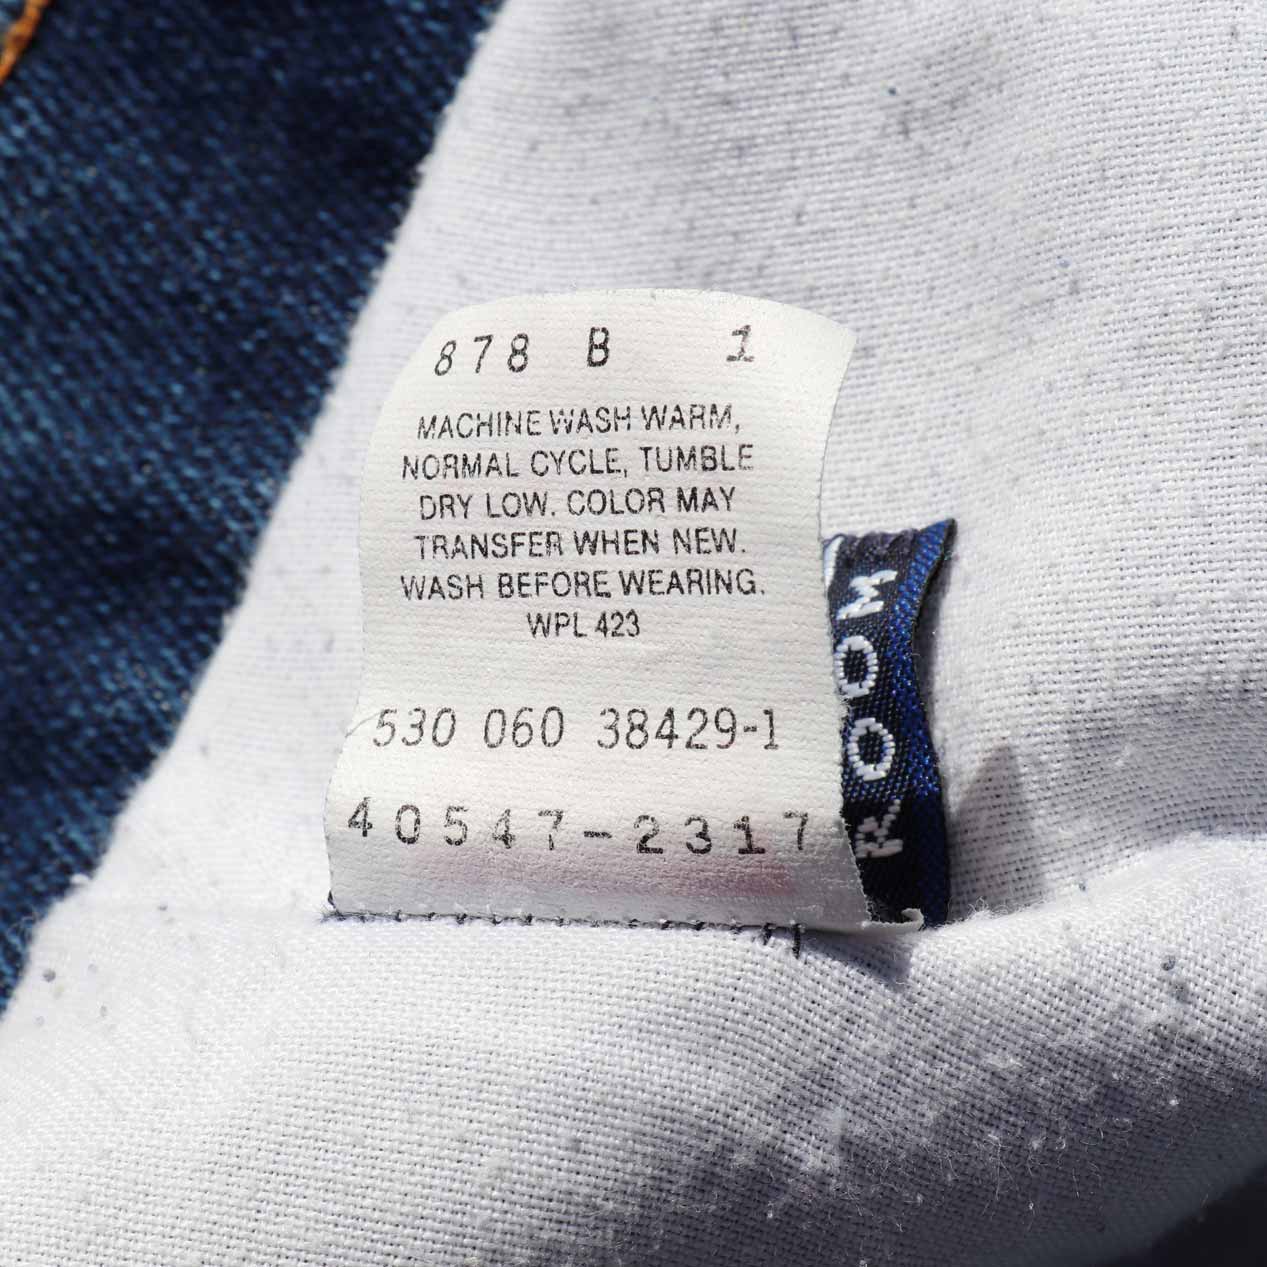 878 B 1
MACHINE WASH WARM,
NORMAL CYCLE, TUMBLE
DRY LOW. COLOR MAY
TRANSFER WHEN NEW.
WASH BEFORE WEARING.
WPL 423
530 060 38429-1
40547-2317